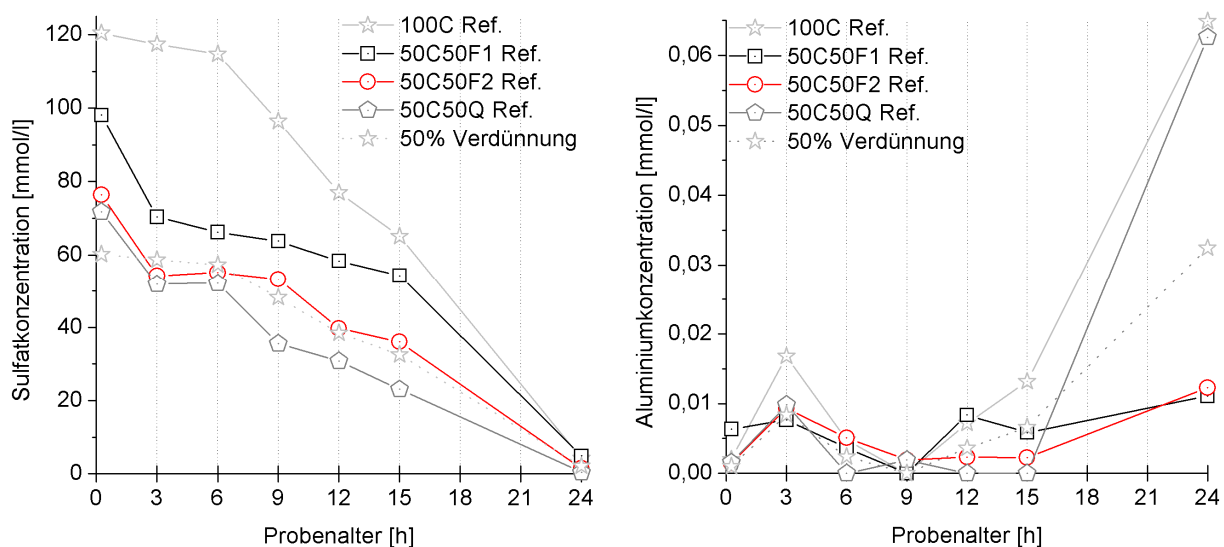 100C Ref.
50C50F1 Ref.
50C50F2 Ref.
50C50Q Ref.
50% Verdünnung
Sulfatkonzentration [mmol/l]
120
100
80
60
40
20
0
0 3 6 9 12 15 18 21 24
Probenalter [h]
100C Ref.
50C50F1 Ref.
50C50F2 Ref.
50C50Q Ref.
50% Verdünnung
Aluminiumkonzentration [mmol/l]
0,06
0,05
0,04
0,03
0,02
0,01
0,00
0 3 6 9 12 15 18 21 24
Probenalter [h]